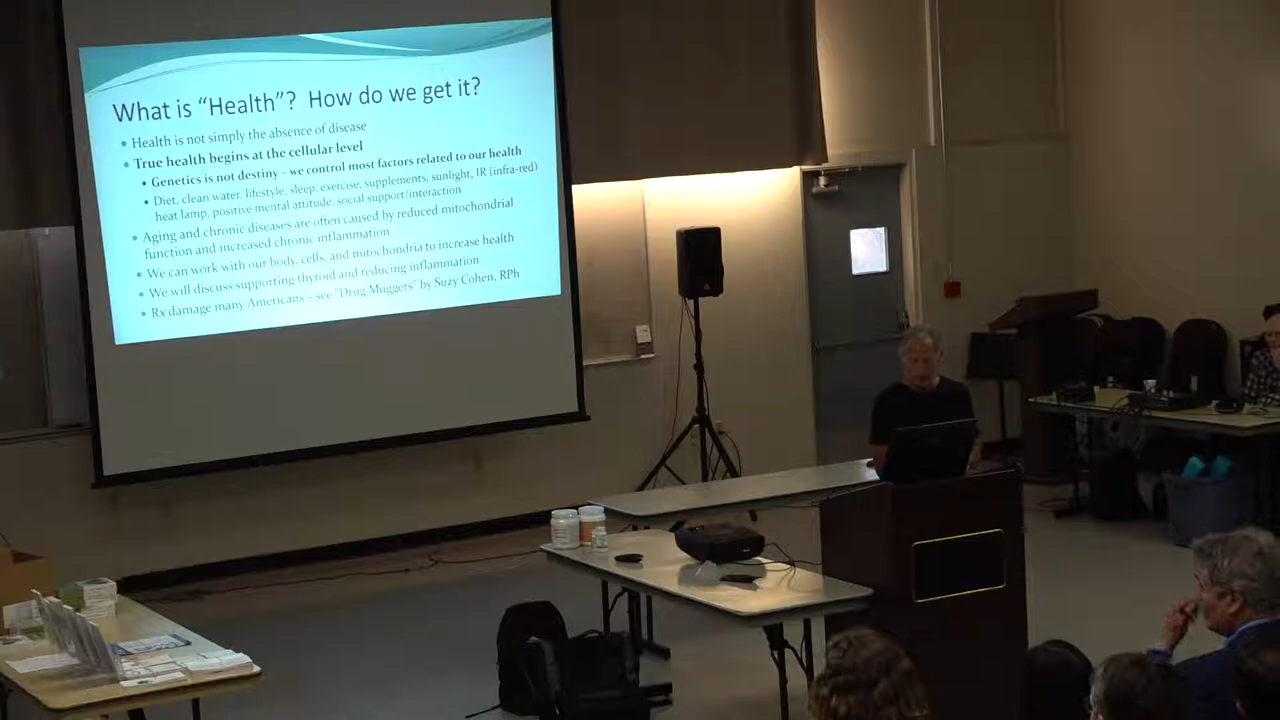 What is "Health"? How do we get it?
• Health is not simply the absence of disease
• True health begins at the cellular level
• Genetics is not destiny – we control most factors related to our health
• Diet, clean water, lifestyle, sleep, exercise, supplements, sunlight, IR (infra-red)
heat lamp, positive mental attitude, social support/interaction
• Aging and chronic diseases are often caused by reduced mitochondrial
function and increased chronic inflammation
• We can work with our body, cells, and mitochondria to increase health
• We will discuss supporting thyroid and reducing inflammation
• Rx damage many Americans – see "Drug Muggers" by Suzy Cohen, RPh